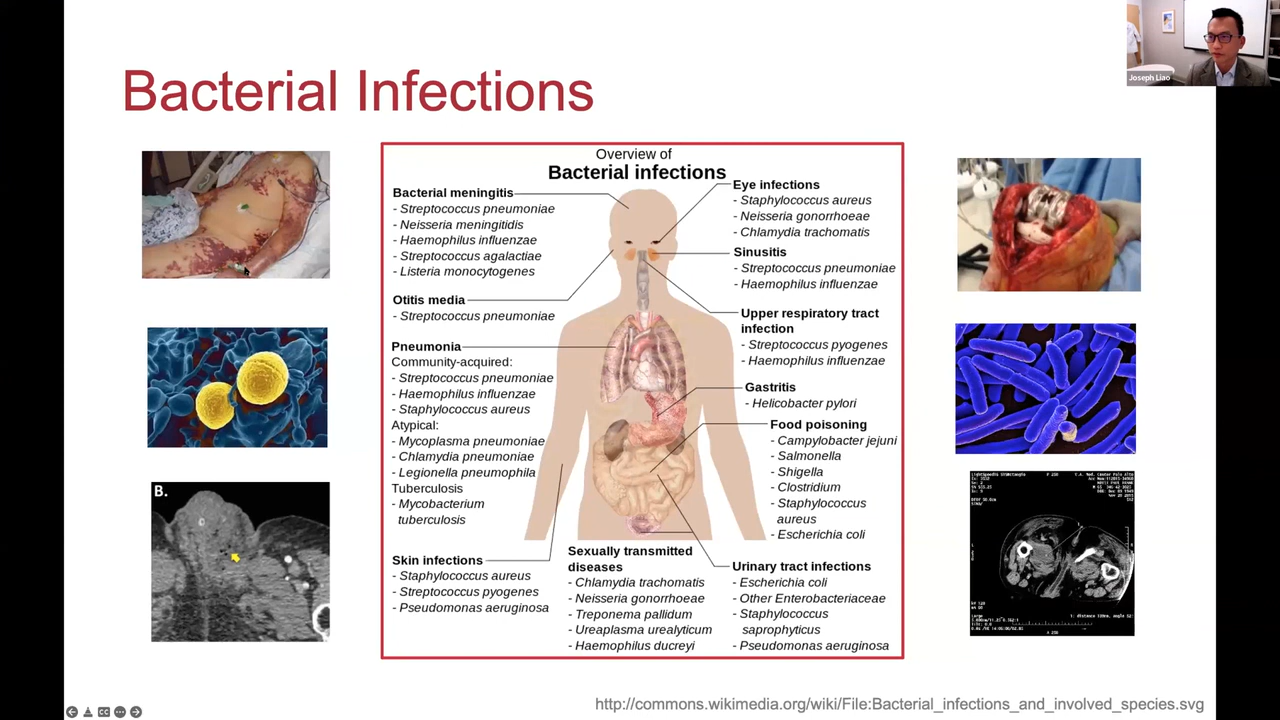 Joseph Liao
Bacterial Infections
Overview of
Bacterial infections
Bacterial meningitis
- Streptococcus pneumoniae
- Neisseria meningitidis
- Haemophilus influenzae
- Streptococcus agalactiae
- Listeria monocytogenes
Otitis media
- Streptococcus pneumoniae
Pneumonia
Community-acquired:
- Streptococcus pneumoniae
- Haemophilus influenzae
- Staphylococcus aureus
Atypical:
- Mycoplasma pneumoniae
- Chlamydia pneumoniae
- Legionella pneumophila
Tuberculosis
- Mycobacterium
tuberculosis
Skin infections
- Staphylococcus aureus
- Streptococcus pyogenes
- Pseudomonas aeruginosa
Eye infections
- Staphylococcus aureus
- Neisseria gonorrhoeae
- Chlamydia trachomatis
Sinusitis
- Streptococcus pneumoniae
- Haemophilus influenzae
Upper respiratory tract
infection
- Streptococcus pyogenes
- Haemophilus influenzae
Gastritis
- Helicobacter pylori
Food poisoning
- Campylobacter jejuni
- Salmonella
- Shigella
- Clostridium
- Staphylococcus
aureus
- Escherichia coli
Sexually transmitted
diseases
- Chlamydia trachomatis
- Neisseria gonorrhoeae
- Treponema pallidum
- Ureaplasma urealyticum
- Haemophilus ducreyi
Urinary tract infections
- Escherichia coli
- Other Enterobacteriaceae
- Staphylococcus
saprophyticus
- Pseudomonas aeruginosa
B.
http://commons.wikimedia.org/wiki/File:Bacterial_infections_and_involved_species.svg